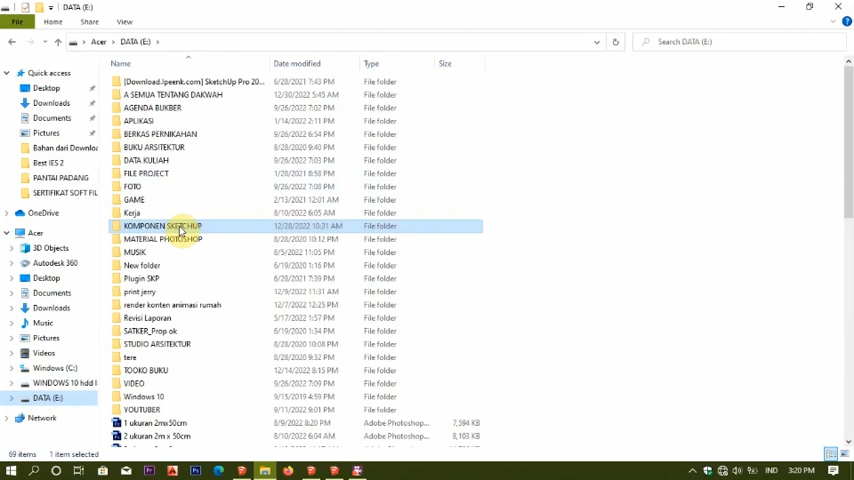 DATA (E:)
File Home Share View
Acer DATA (E:) Search DATA (E:)
Name Date modified Type Size
Quick access
Desktop
Downloads
Documents
Pictures
Bahan dari Downloa
Best IES 2
PANTAI PADANG
SERTIFIKAT SOFT FIL
OneDrive
Acer
3D Objects
Autodesk 360
Desktop
Documents
Downloads
Music
Pictures
Videos
Windows (C:)
WINDOWS 10 hdd I
DATA (E:)
Network
[Download.Ipeenk.com] SketchUp Pro 20... 6/28/2021 7:43 PM File folder
A SEMUA TENTANG DAKWAH 12/30/2022 5:45 AM File folder
AGENDA BUKBER 9/26/2022 7:02 PM File folder
APLIKASI 1/14/2022 2:11 PM File folder
BERKAS PERNIKAHAN 9/26/2022 6:54 PM File folder
BUKU ARSITEKTUR 8/28/2020 9:40 PM File folder
DATA KULIAH 9/26/2022 7:03 PM File folder
FILE PROJECT 1/28/2021 8:58 PM File folder
FOTO 9/26/2022 7:08 PM File folder
GAME 2/13/2021 12:01 AM File folder
Kerja 8/10/2022 6:05 AM File folder
KOMPONEN SKETCHUP 12/28/2022 10:31 AM File folder
MATERIAL PHOTOSHOP 8/28/2020 10:12 PM File folder
MUSIK 8/5/2022 11:05 PM File folder
New folder 6/19/2020 1:16 PM File folder
Plugin SKP 6/28/2021 7:39 PM File folder
print jerry 12/9/2022 11:31 AM File folder
render konten animasi rumah 12/7/2022 12:25 PM File folder
Revisi Laporan 5/17/2022 1:57 PM File folder
SATKER_Prop ok 6/19/2020 1:34 PM File folder
STUDIO ARSITEKTUR 8/28/2020 10:08 PM File folder
tere 8/28/2020 9:32 PM File folder
TOOKO BUKU 12/14/2022 8:15 PM File folder
VIDEO 9/26/2022 7:09 PM File folder
Windows 10 9/15/2019 4:59 PM File folder
YOUTUBER 9/11/2022 9:01 PM File folder
1 ukuran 2mx50cm 8/9/2022 8:20 PM Adobe Photoshop... 7,594 KB
2 ukuran 2m x 50cm 8/10/2022 6:04 AM Adobe Photoshop... 8,103 KB
69 items 1 item selected
IND 3:20 PM